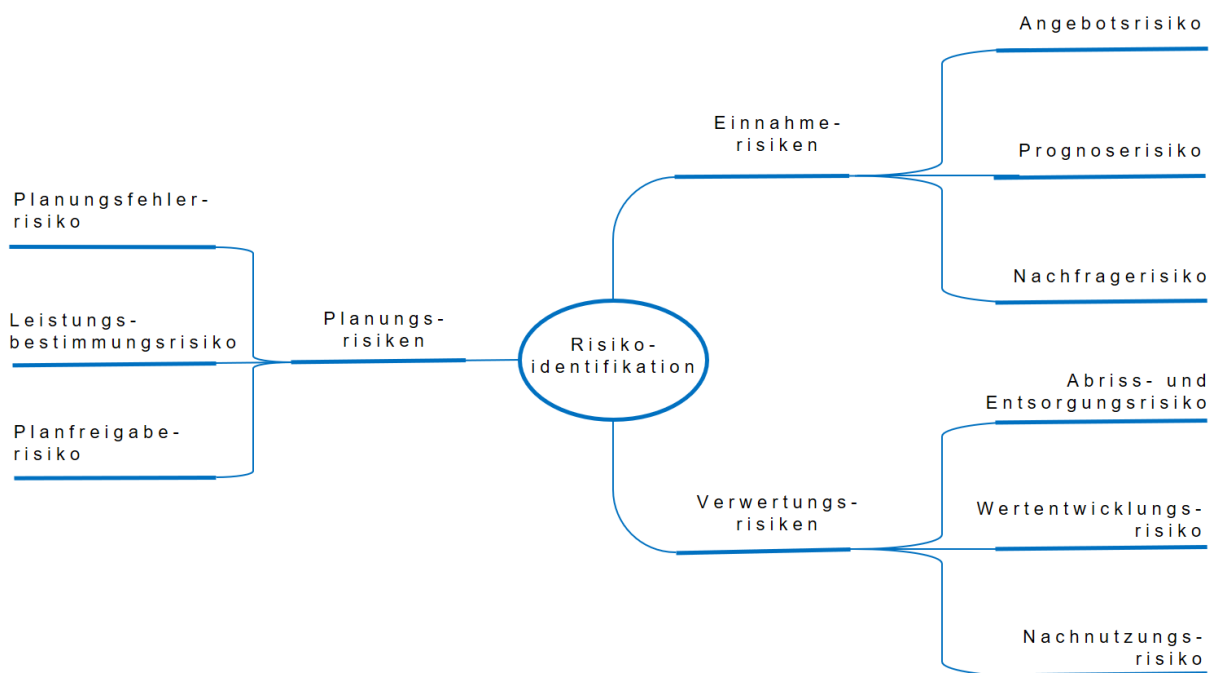 Angebotsrisiko
Einnahme-
risiken
Prognoserisiko
Nachfragerisiko
Planungsfehler-
risiko
Leistungs-
bestimmungsrisiko
Planfreigabe-
risiko
Planungs-
risiken
Risiko-
identifikation
Abriss- und
Entsorgungsrisiko
Verwertungs-
risiken
Wertentwicklungs-
risiko
Nachnutzungs-
risiko